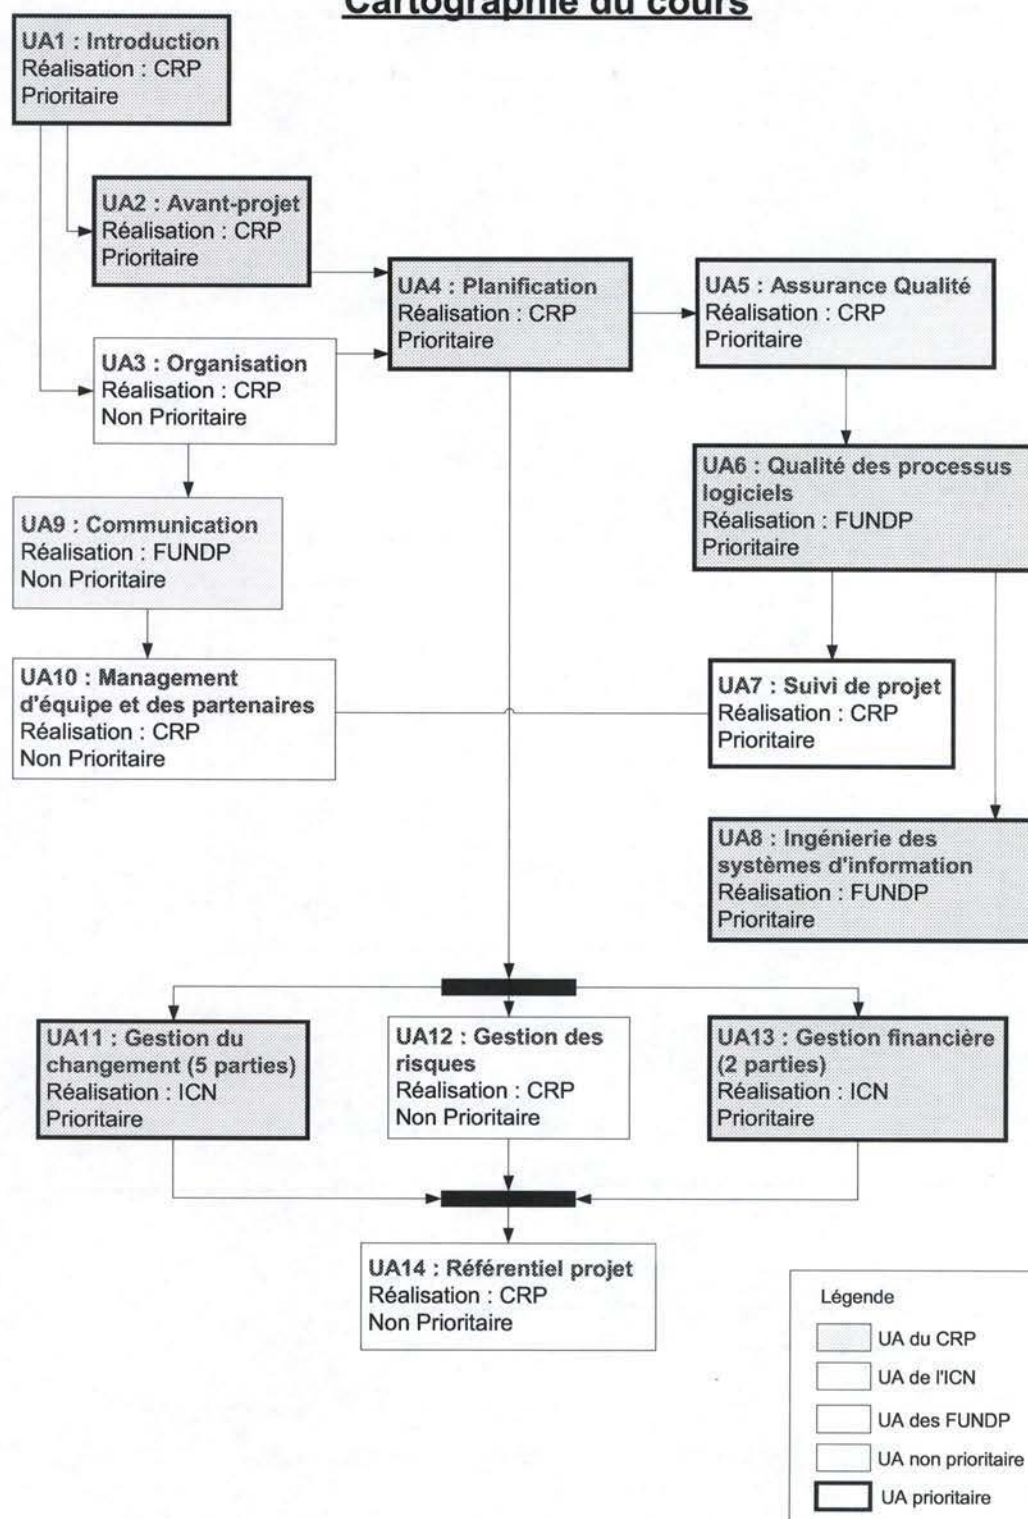 Cartographie du cours
UA1 : Introduction
Réalisation : CRP
Prioritaire
UA2 : Avant-projet
Réalisation : CRP
Prioritaire
UA4 : Planification
Réalisation : CRP
Prioritaire
UA5 : Assurance Qualité
Réalisation : CRP
Prioritaire
UA3 : Organisation
Réalisation : CRP
Non Prioritaire
UA6 : Qualité des processus
logiciels
Réalisation : FUNDP
Prioritaire
UA9 : Communication
Réalisation : FUNDP
Non Prioritaire
UA10 : Management
d'équipe et des partenaires
Réalisation : CRP
Non Prioritaire
UA7 : Suivi de projet
Réalisation : CRP
Prioritaire
UA8 : Ingénierie des
systèmes d'information
Réalisation : FUNDP
Prioritaire
UA11 : Gestion du
changement (5 parties)
Réalisation : ICN
Prioritaire
UA12 : Gestion des
risques
Réalisation : CRP
Non Prioritaire
UA13 : Gestion financière
(2 parties)
Réalisation : ICN
Prioritaire
UA14 : Référentiel projet
Réalisation : CRP
Non Prioritaire
Légende
UA du CRP
UA de l'ICN
UA des FUNDP
UA non prioritaire
UA prioritaire